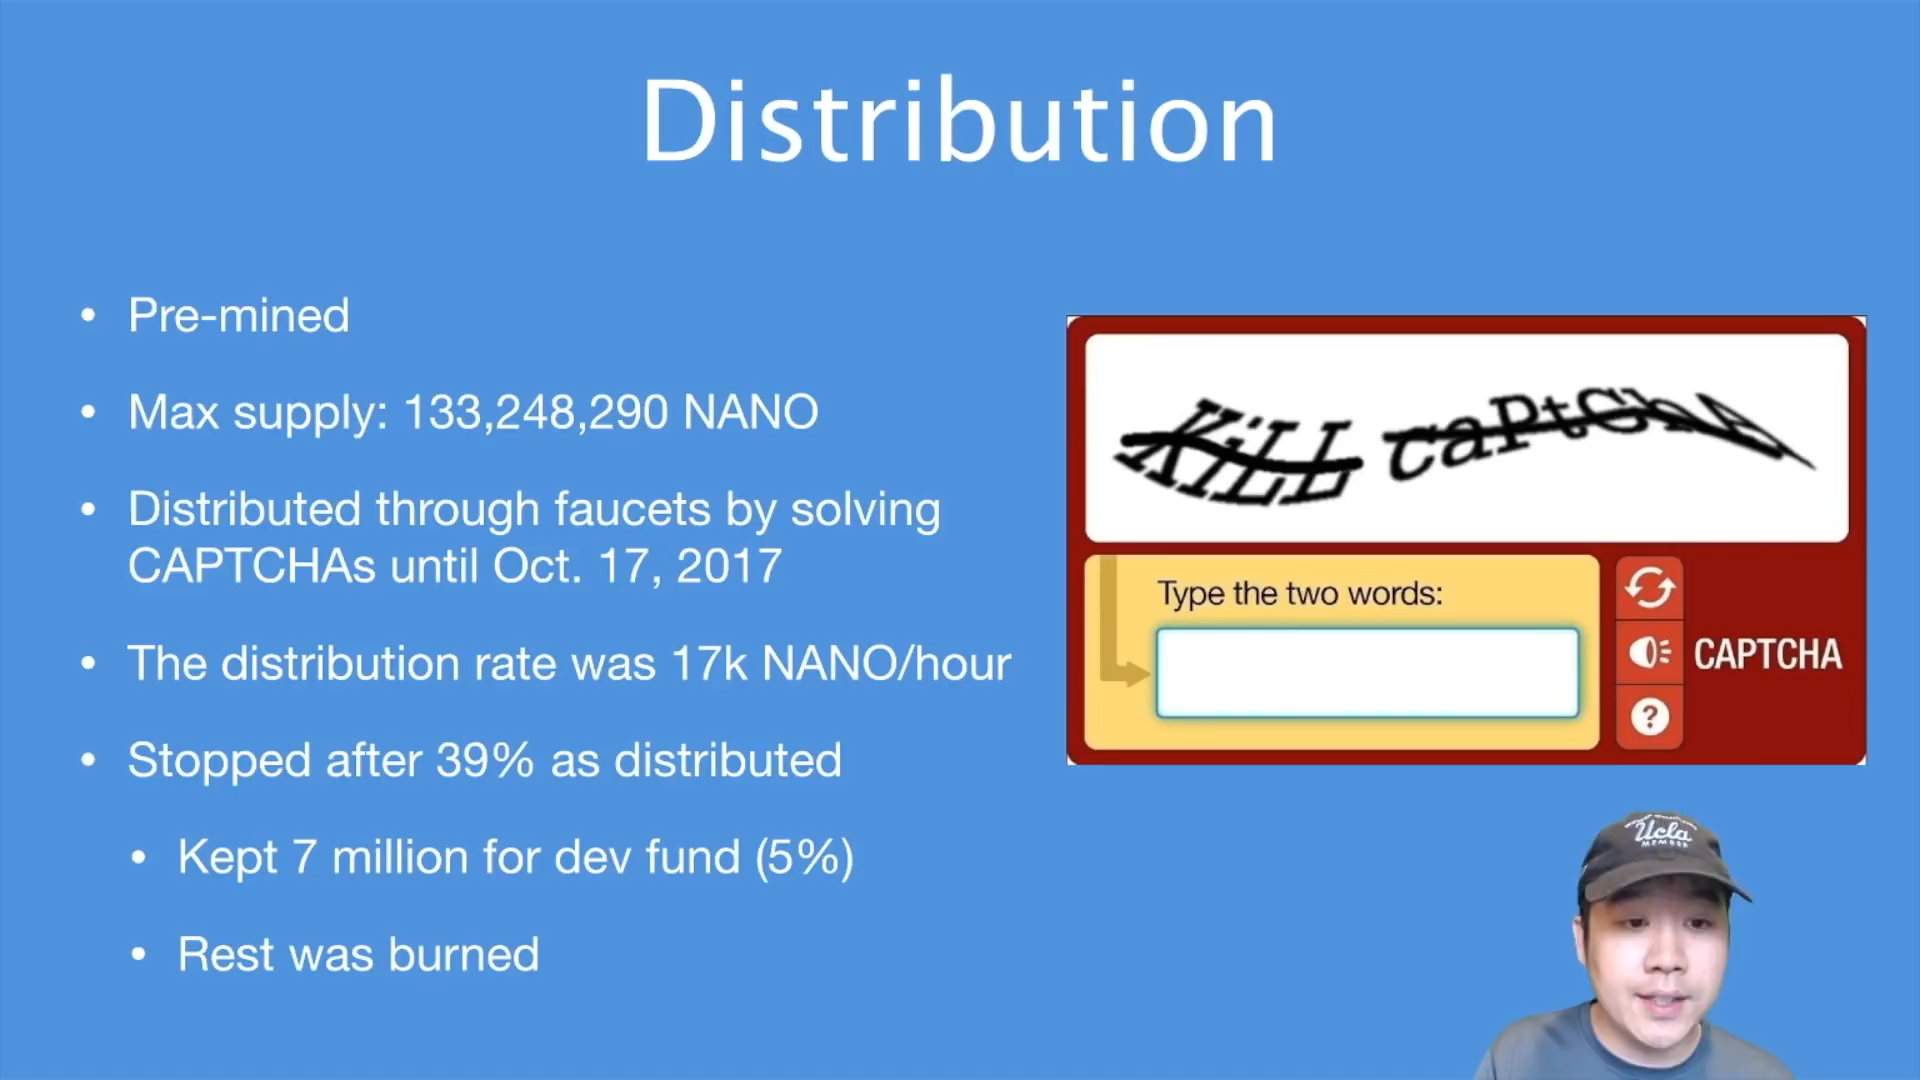 Distribution
• Pre-mined
• Max supply: 133,248,290 NANO
• Distributed through faucets by solving
CAPTCHAs until Oct. 17, 2017
• The distribution rate was 17k NANO/hour
• Stopped after 39% as distributed
• Kept 7 million for dev fund (5%)
• Rest was burned
KiLL caPtChA
Type the two words:
CAPTCHA
?
Ucla
MEMBER